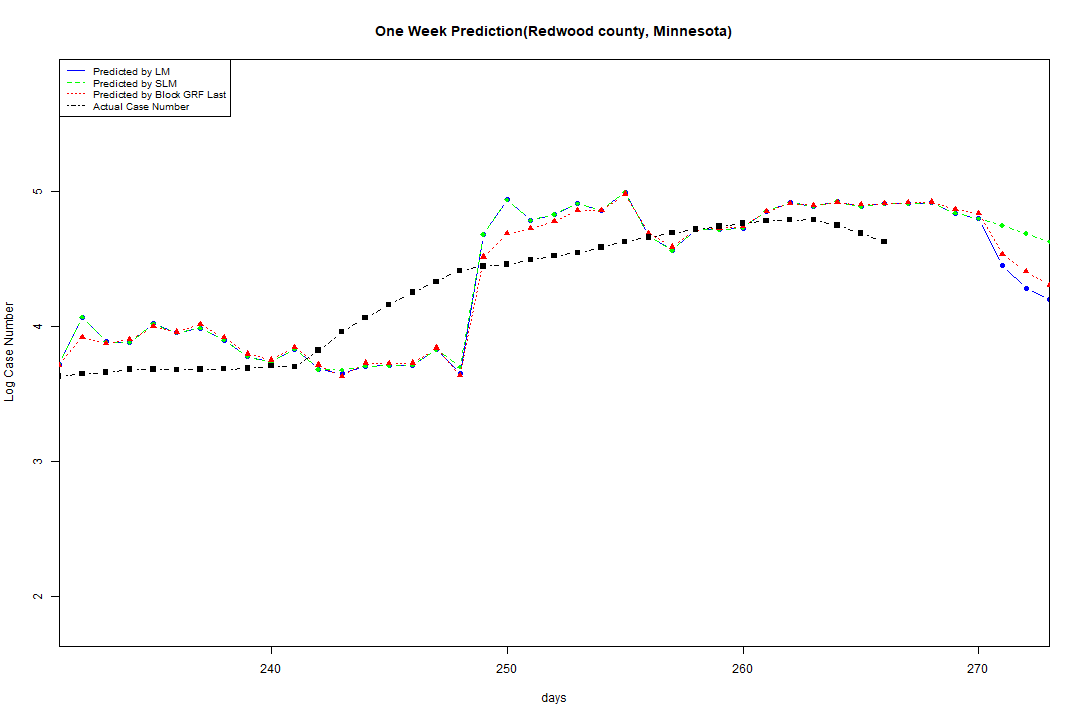 One Week Prediction(Redwood county, Minnesota)
Predicted by LM
Predicted by SLM
Predicted by Block GRF Last
Actual Case Number
5
4
3
2
Log Case Number
240 250 260 270
days